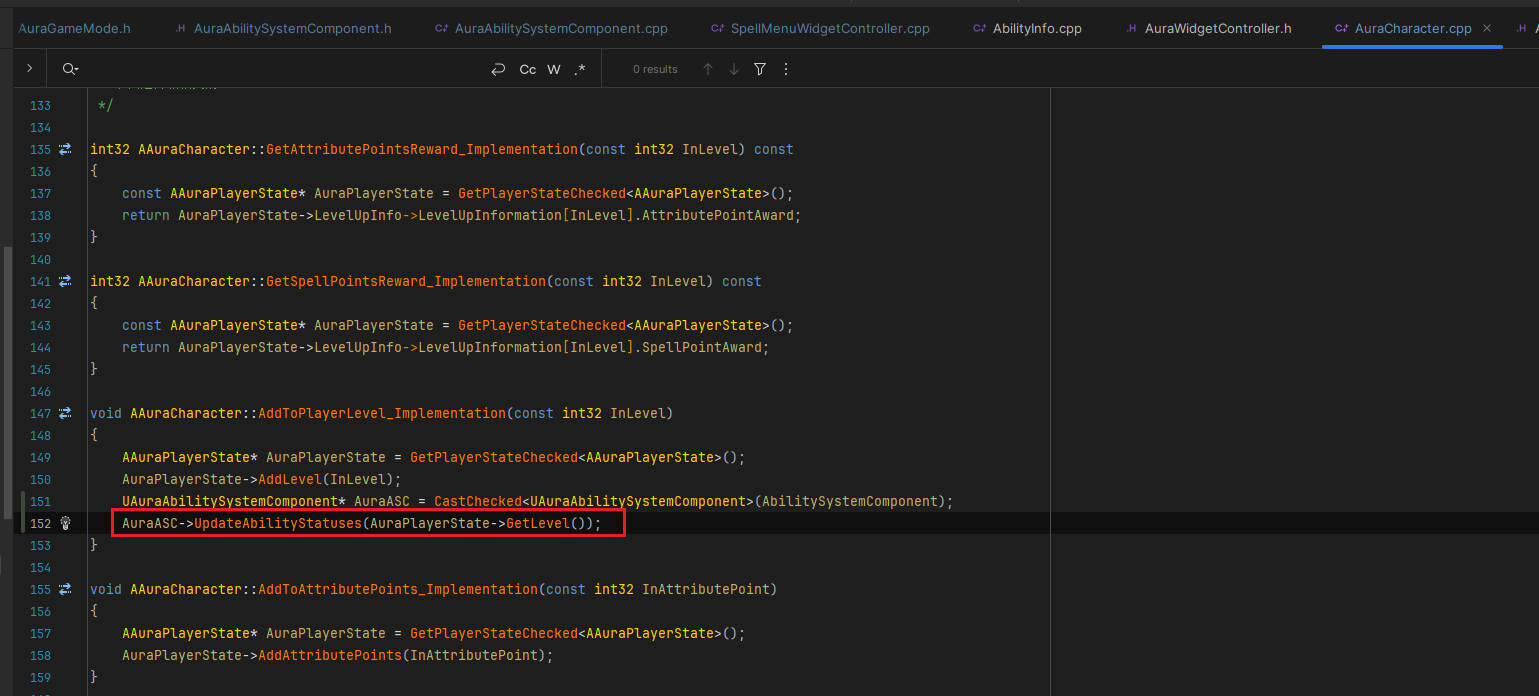 AuraGameMode.h .H AuraAbilitySystemComponent.h C++ AuraAbilitySystemComponent.cpp C++ SpellMenuWidgetController.cpp C++ AbilityInfo.cpp .H AuraWidgetController.h C++ AuraCharacter.cpp × .H
Cc W .* 0 results
133 */
134
135 int32 AAuraCharacter::GetAttributePointsReward_Implementation(const int32 InLevel) const
136 {
137 const AAuraPlayerState* AuraPlayerState = GetPlayerStateChecked<AAuraPlayerState>();
138 return AuraPlayerState->LevelUpInfo->LevelUpInformation[InLevel].AttributePointAward;
139 }
140
141 int32 AAuraCharacter::GetSpellPointsReward_Implementation(const int32 InLevel) const
142 {
143 const AAuraPlayerState* AuraPlayerState = GetPlayerStateChecked<AAuraPlayerState>();
144 return AuraPlayerState->LevelUpInfo->LevelUpInformation[InLevel].SpellPointAward;
145 }
146
147 void AAuraCharacter::AddToPlayerLevel_Implementation(const int32 InLevel)
148 {
149 AAuraPlayerState* AuraPlayerState = GetPlayerStateChecked<AAuraPlayerState>();
150 AuraPlayerState->AddLevel(InLevel);
151 UAuraAbilitySystemComponent* AuraASC = CastChecked<UAuraAbilitySystemComponent>(AbilitySystemComponent);
152 AuraASC->UpdateAbilityStatuses(AuraPlayerState->GetLevel());
153 }
154
155 void AAuraCharacter::AddToAttributePoints_Implementation(const int32 InAttributePoint)
156 {
157 AAuraPlayerState* AuraPlayerState = GetPlayerStateChecked<AAuraPlayerState>();
158 AuraPlayerState->AddAttributePoints(InAttributePoint);
159 }